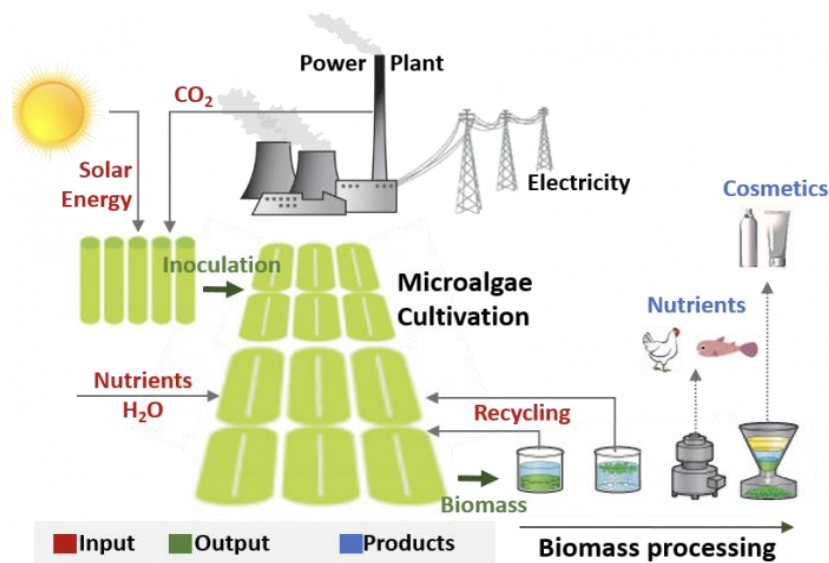 Power Plant
CO₂
Solar
Energy
Electricity
Cosmetics
Inoculation
Microalgae
Cultivation
Nutrients
Nutrients
H₂O
Recycling
Biomass
Input
Output
Products
Biomass processing